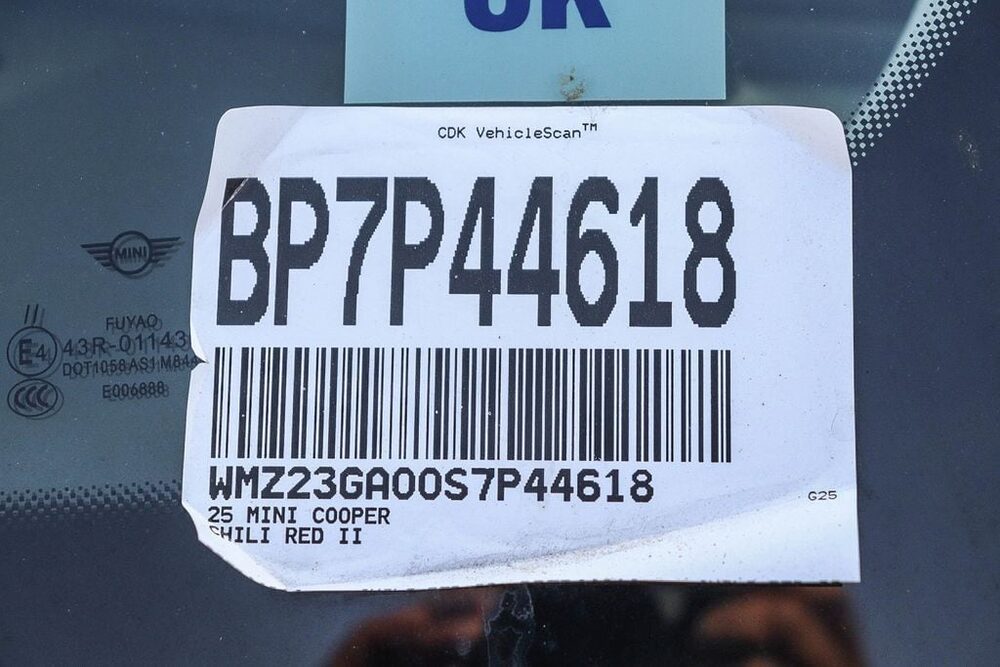 OK
CDK VehicleScan™
BP7P44618
WMZ23GA00S7P44618
G25
25 MINI COOPER
CHILI RED II
MINI
FUYAO
E4
43R-01143
DOT1058 AS1 M84
E006888
CCC